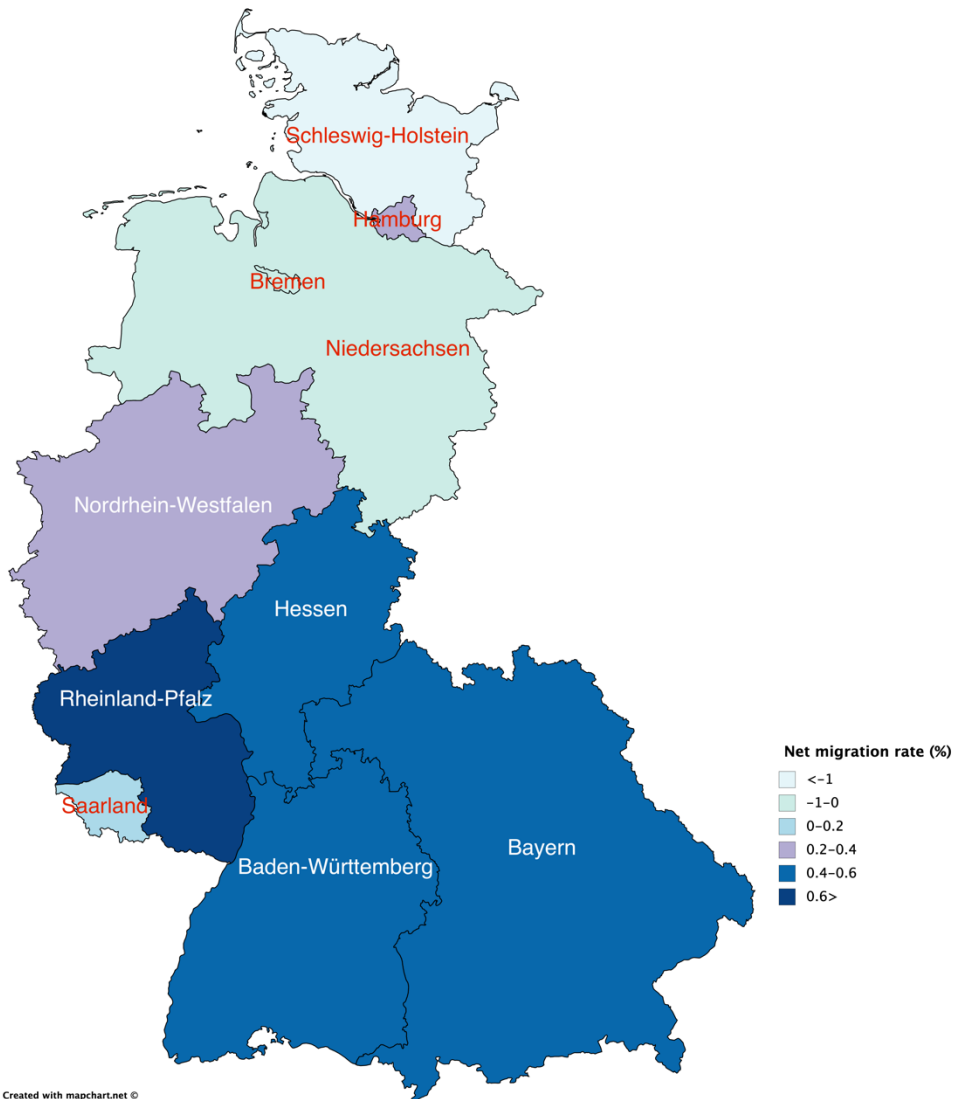 Schleswig-Holstein
Hamburg
Bremen
Niedersachsen
Nordrhein-Westfalen
Hessen
Rheinland-Pfalz
Saarland
Baden-Württemberg
Bayern
Net migration rate (%)
<-1
-1-0
0-0.2
0.2-0.4
0.4-0.6
0.6>
Created with mapchart.net ©